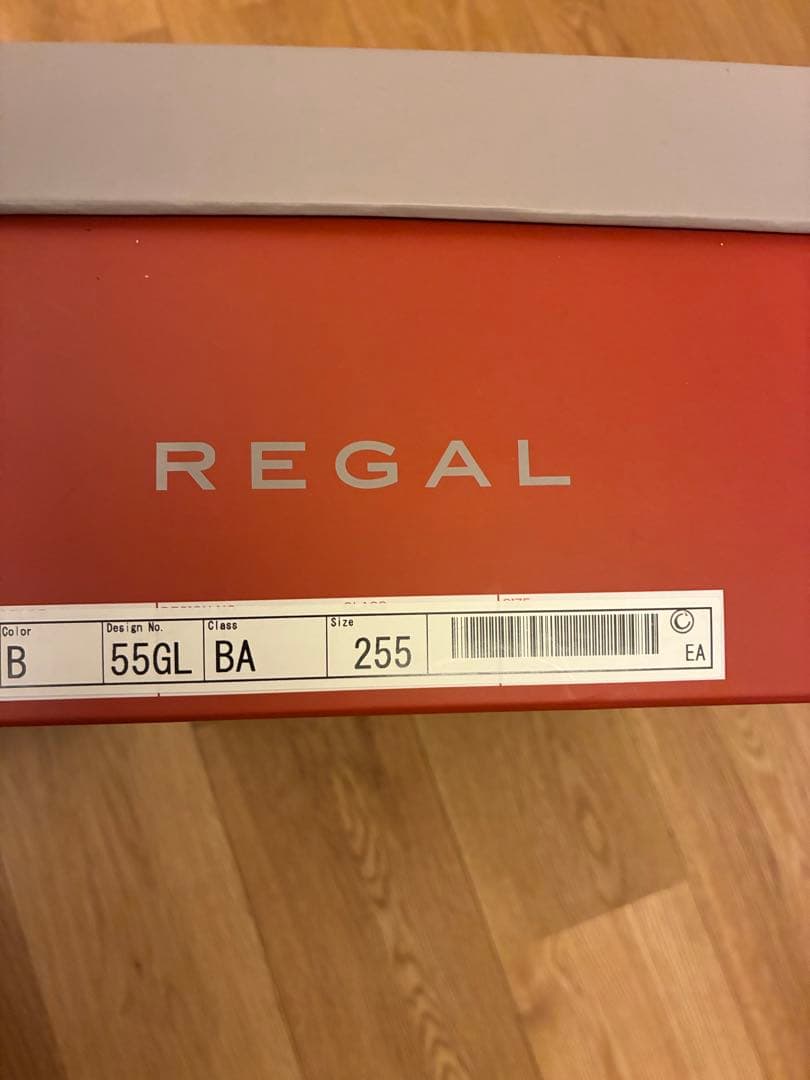 REGAL
Color Design No. Class Size
B 55GL BA 255 EA